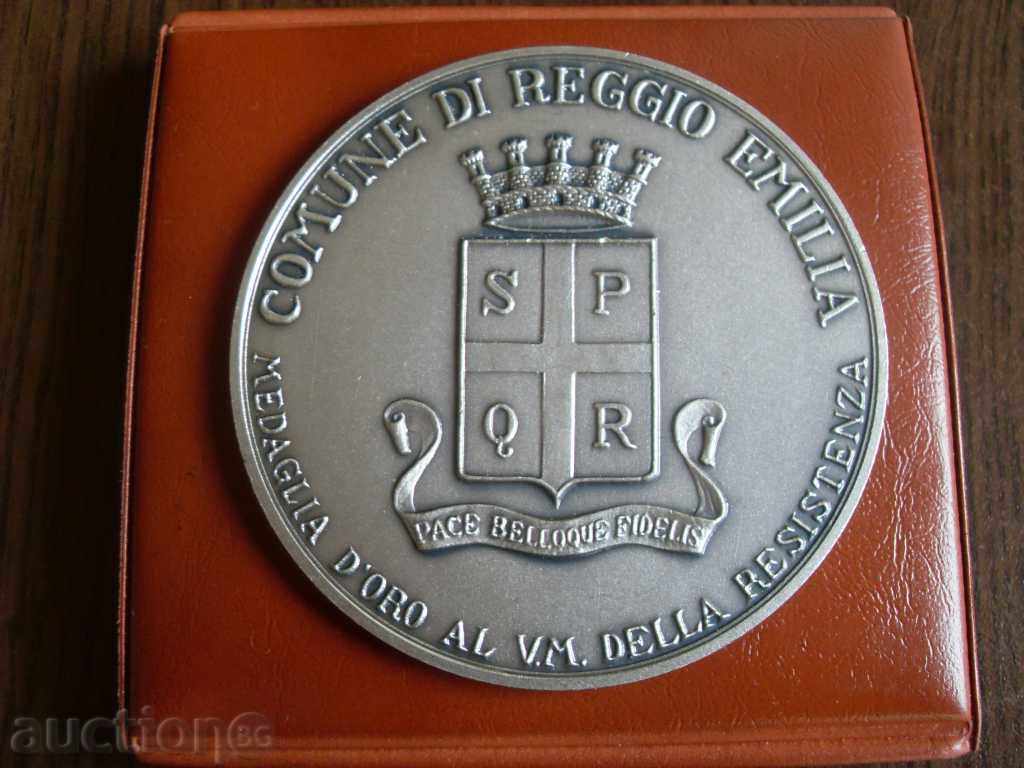 COMUNE DI REGGIO EMILIA
S P
Q R
PACE BELLOQUE FIDELIS
MEDAGLIA D'ORO AL V.M. DELLA RESISTENZA
auction BG